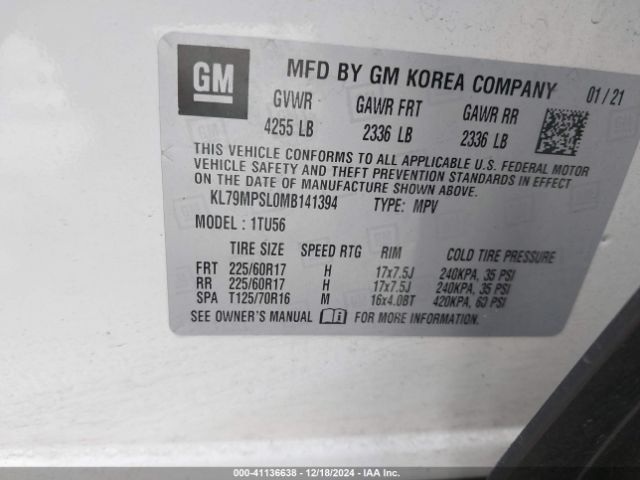 GM
MFD BY GM KOREA COMPANY 01/21
GVWR GAWR FRT GAWR RR
4255 LB 2336 LB 2336 LB
THIS VEHICLE CONFORMS TO ALL APPLICABLE U.S. FEDERAL MOTOR
VEHICLE SAFETY AND THEFT PREVENTION STANDARDS IN EFFECT
ON THE DATE OF MANUFACTURE SHOWN ABOVE.
KL79MPSL0MB141394 TYPE: MPV
MODEL: 1TU56
TIRE SIZE SPEED RTG RIM COLD TIRE PRESSURE
FRT 225/60R17 H 17x7.5J 240KPA, 35 PSI
RR 225/60R17 H 17x7.5J 240KPA, 35 PSI
SPA T125/70R16 M 16x4.0BT 420KPA, 60 PSI
SEE OWNER'S MANUAL FOR MORE INFORMATION.
000-41136638 - 12/18/2024 - IAA Inc.